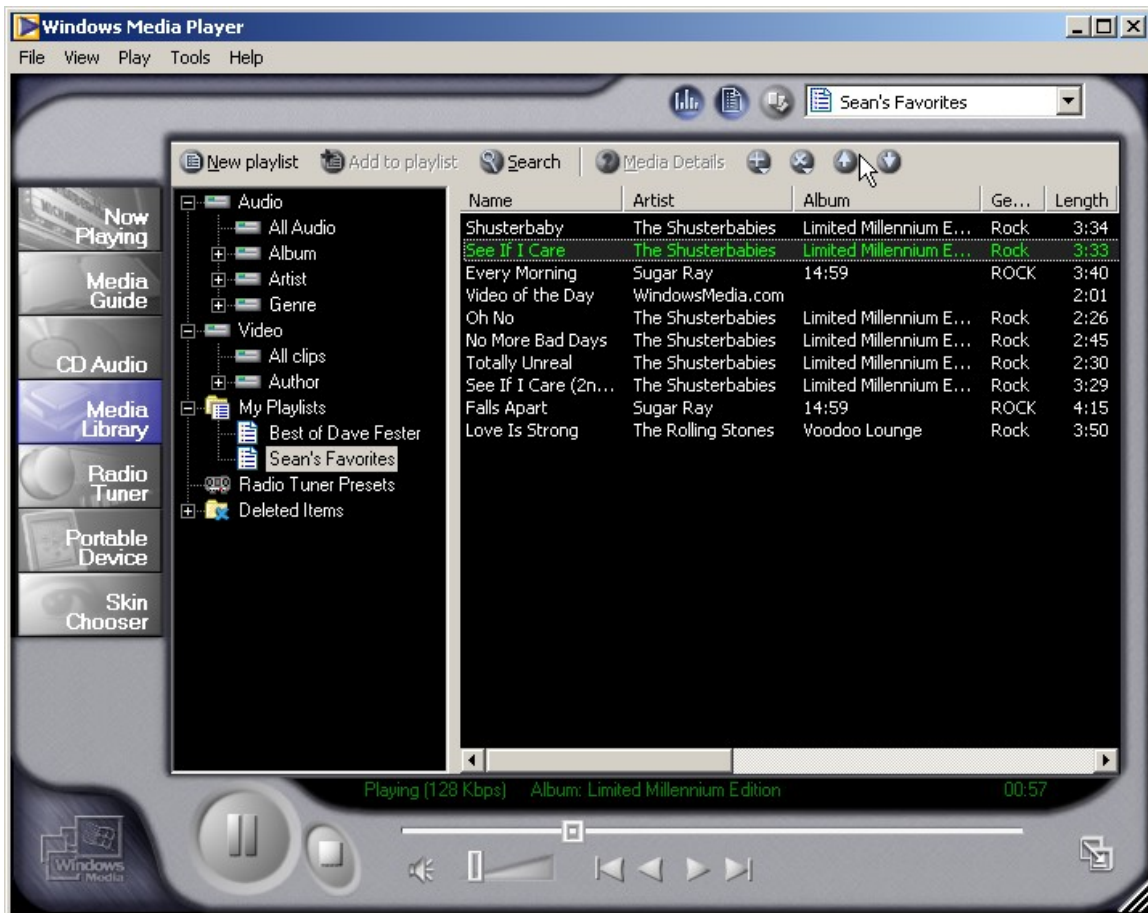 Windows Media Player
File View Play Tools Help
Sean's Favorites
New playlist Add to playlist Search Media Details
Now Playing
Media Guide
CD Audio
Media Library
Radio Tuner
Portable Device
Skin Chooser
Audio
All Audio
Album
Artist
Genre
Video
All clips
Author
My Playlists
Best of Dave Fester
Sean's Favorites
Radio Tuner Presets
Deleted Items
Name Artist Album Ge... Length
Shusterbaby The Shusterbabies Limited Millennium E... Rock 3:34
See If I Care The Shusterbabies Limited Millennium E... Rock 3:33
Every Morning Sugar Ray 14:59 ROCK 3:40
Video of the Day WindowsMedia.com 2:01
Oh No The Shusterbabies Limited Millennium E... Rock 2:26
No More Bad Days The Shusterbabies Limited Millennium E... Rock 2:45
Totally Unreal The Shusterbabies Limited Millennium E... Rock 2:30
See If I Care (2n... The Shusterbabies Limited Millennium E... Rock 3:29
Falls Apart Sugar Ray 14:59 ROCK 4:15
Love Is Strong The Rolling Stones Voodoo Lounge Rock 3:50
Playing (128 Kbps) Album: Limited Millennium Edition 00:57
Windows
Media